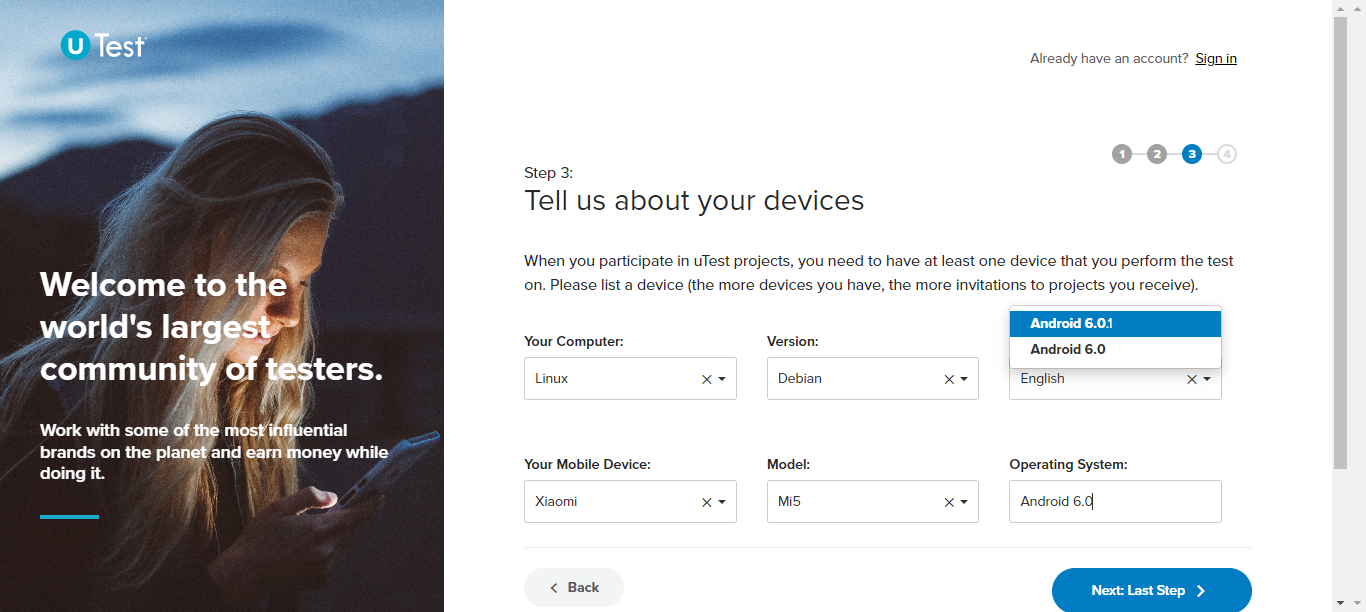 U Test
Already have an account? Sign in
1 2 3 4
Step 3:
Tell us about your devices
When you participate in uTest projects, you need to have at least one device that you perform the test
on. Please list a device (the more devices you have, the more invitations to projects you receive).
Welcome to the
world's largest
community of testers.
Work with some of the most influential
brands on the planet and earn money while
doing it.
Your Computer:
Linux
Version:
Debian
Android 6.0.1
Android 6.0
English
Your Mobile Device:
Xiaomi
Model:
Mi5
Operating System:
Android 6.0
Back
Next: Last Step